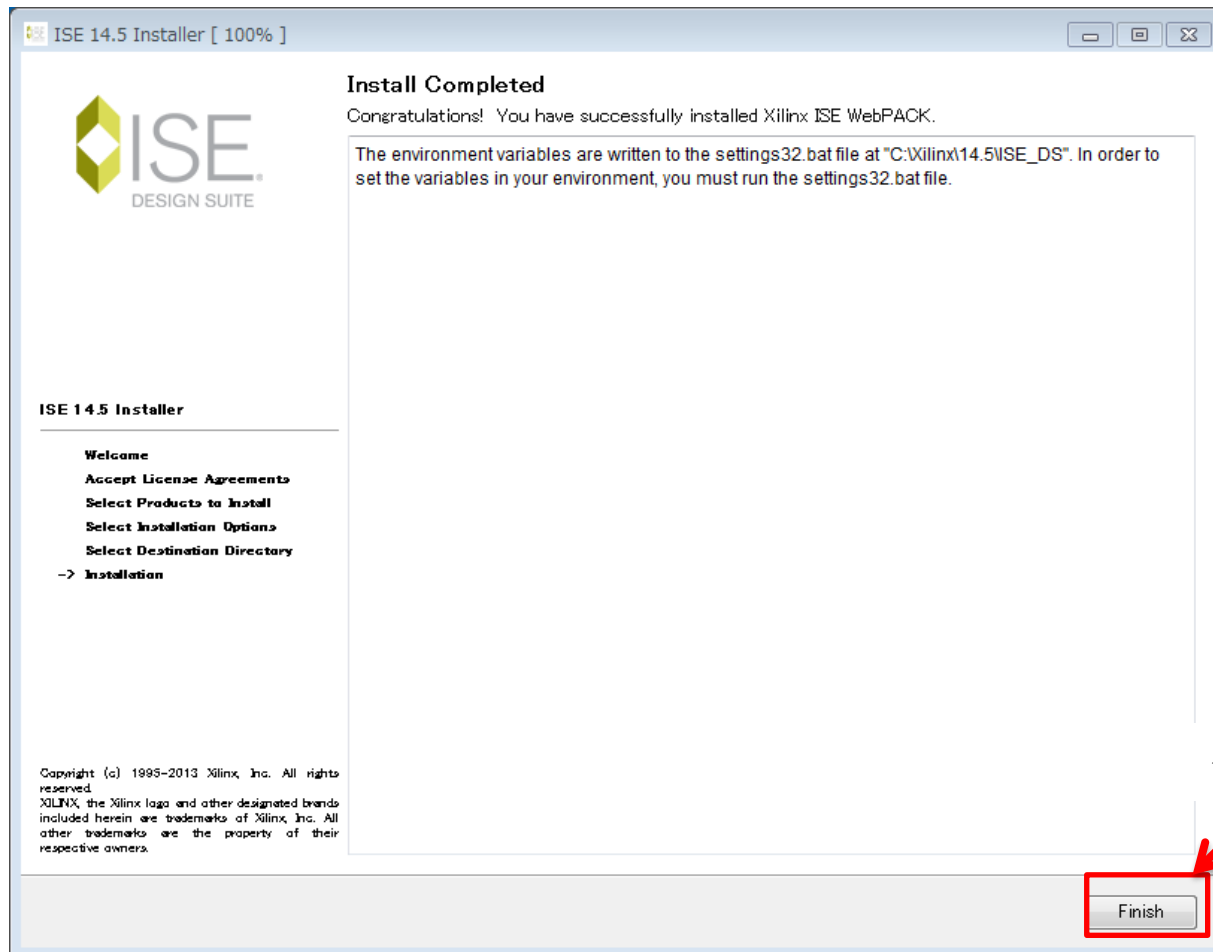 ISE 14.5 Installer [ 100% ]
ISE
DESIGN SUITE
Install Completed
Congratulations! You have successfully installed Xilinx ISE WebPACK.
The environment variables are written to the settings32.bat file at "C:\Xilinx\14.5\ISE_DS". In order to
set the variables in your environment, you must run the settings32.bat file.
ISE 14.5 Installer
Welcome
Accept License Agreements
Select Products to Install
Select Installation Options
Select Destination Directory
-> Installation
Copyright (c) 1995-2013 Xilinx, Inc. All rights
reserved.
XILINX, the Xilinx logo and other designated brands
included herein are trademarks of Xilinx, Inc. All
other trademarks are the property of their
respective owners.
Finish